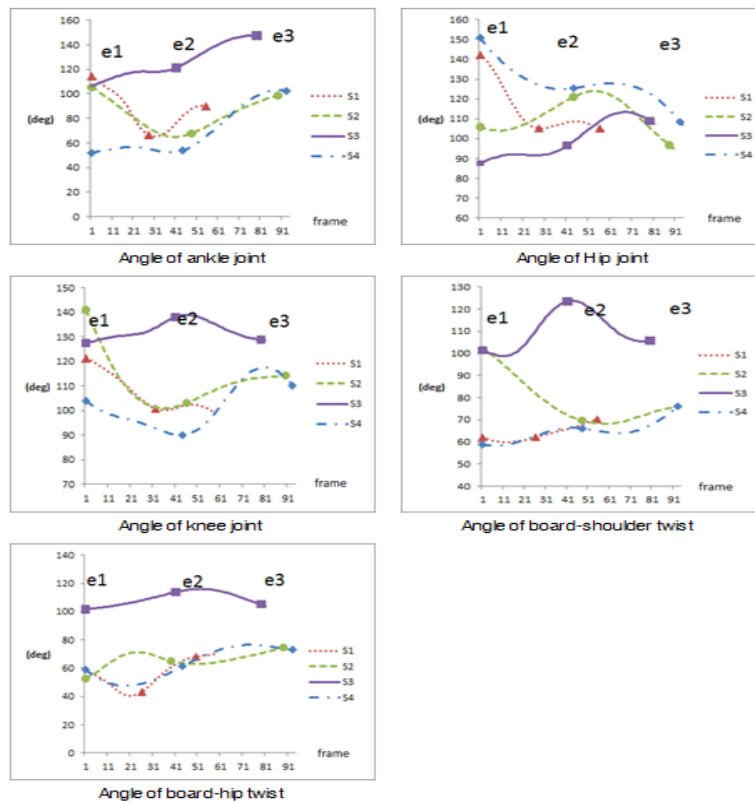 160
140
120
100
80
60
40
20
0
(deg)
e1
e2
e3
S1
S2
S3
S4
frame
1 11 21 31 41 51 61 71 81 91
Angle of ankle joint
160
150
140
130
120
110
100
90
80
70
60
(deg)
e1
e2
e3
S1
S2
S3
S4
frame
1 11 21 31 41 51 61 71 81 91
Angle of Hip joint
150
140
130
120
110
100
90
80
70
(deg)
e1
e2
e3
S1
S2
S3
S4
frame
1 11 21 31 41 51 61 71 81 91
Angle of knee joint
130
120
110
100
90
80
70
60
50
40
(deg)
e1
e2
e3
S1
S2
S3
S4
frame
1 11 21 31 41 51 61 71 81 91
Angle of board-shoulder twist
140
120
100
80
60
40
20
0
(deg)
e1
e2
e3
S1
S2
S3
S4
frame
1 11 21 31 41 51 61 71 81 91
Angle of board-hip twist